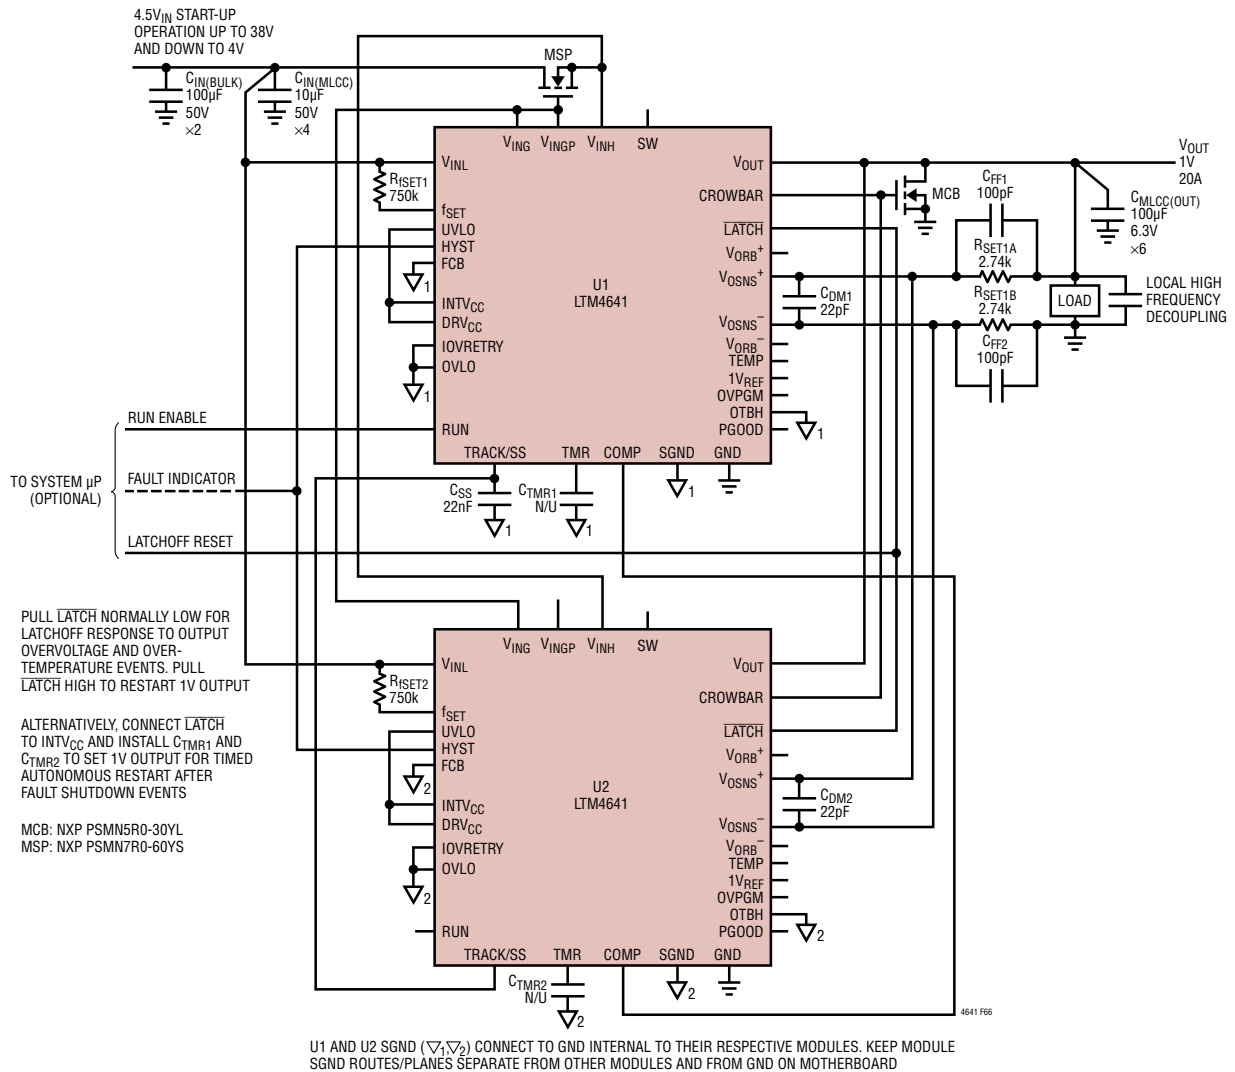 4.5VIN START-UP
OPERATION UP TO 38V
AND DOWN TO 4V
CIN(BULK)
100µF
50V
×2
CIN(MLCC)
10µF
50V
×4
MSP
VING
VINGP
VINH
SW
VINL
RfSET1
750k
fSET
UVLO
HYST
FCB
1
INTVCC
DRVCC
IOVRETRY
OVLO
1
RUN
U1
LTM4641
VOUT
CROWBAR
LATCH
VORB+
VOSNS+
VOSNS−
VORB−
TEMP
1VREF
OVPGM
OTBH
PGOOD
1
TRACK/SS
TMR
COMP
SGND
GND
CSS
22nF
1
CTMR1
N/U
1
1
MCB
CDM1
22pF
CFF1
100pF
RSET1A
2.74k
RSET1B
2.74k
CFF2
100pF
VOUT
1V
20A
CMLCC(OUT)
100µF
6.3V
×6
LOAD
LOCAL HIGH
FREQUENCY
DECOUPLING
TO SYSTEM µP
(OPTIONAL)
RUN ENABLE
FAULT INDICATOR
LATCHOFF RESET
PULL LATCH NORMALLY LOW FOR
LATCHOFF RESPONSE TO OUTPUT
OVERVOLTAGE AND OVER-
TEMPERATURE EVENTS. PULL
LATCH HIGH TO RESTART 1V OUTPUT
ALTERNATIVELY, CONNECT LATCH
TO INTVCC AND INSTALL CTMR1 AND
CTMR2 TO SET 1V OUTPUT FOR TIMED
AUTONOMOUS RESTART AFTER
FAULT SHUTDOWN EVENTS
MCB: NXP PSMN5R0-30YL
MSP: NXP PSMN7R0-60YS
VING
VINGP
VINH
SW
VINL
RfSET2
750k
fSET
UVLO
HYST
FCB
2
INTVCC
DRVCC
IOVRETRY
OVLO
2
RUN
U2
LTM4641
VOUT
CROWBAR
LATCH
VORB+
VOSNS+
VOSNS−
VORB−
TEMP
1VREF
OVPGM
OTBH
PGOOD
2
CDM2
22pF
TRACK/SS
TMR
COMP
SGND
GND
CTMR2
N/U
2
2
4641 F66
U1 AND U2 SGND (▽1,▽2) CONNECT TO GND INTERNAL TO THEIR RESPECTIVE MODULES. KEEP MODULE
SGND ROUTES/PLANES SEPARATE FROM OTHER MODULES AND FROM GND ON MOTHERBOARD